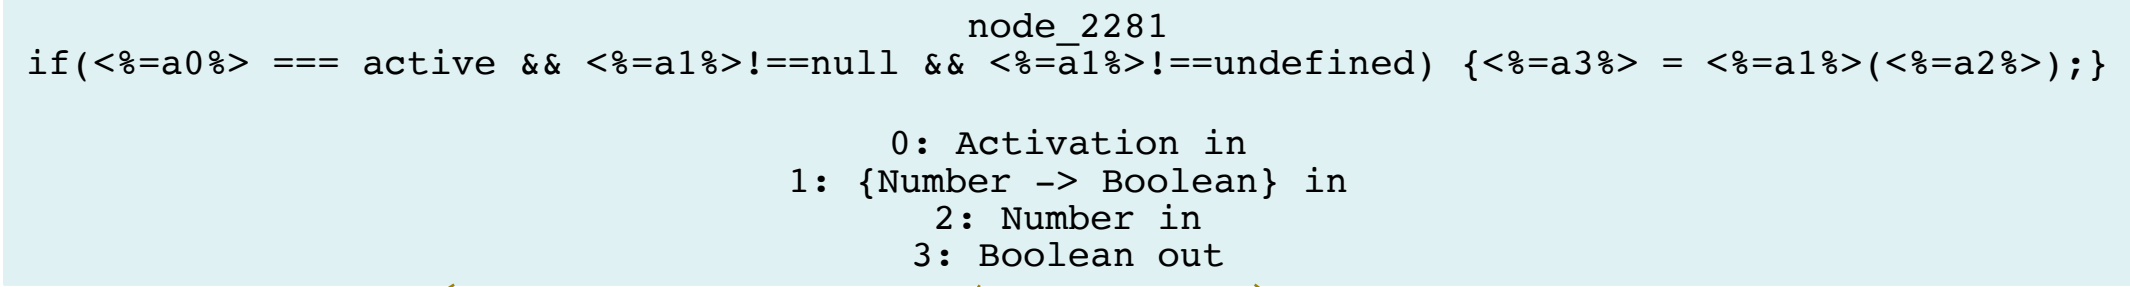 node_2281
if(<%=a0%> === active && <%=a1%>!==null && <%=a1%>!==undefined) {<%=a3%> = <%=a1%>(<%=a2%>);}
0: Activation in
1: {Number -> Boolean} in
2: Number in
3: Boolean out